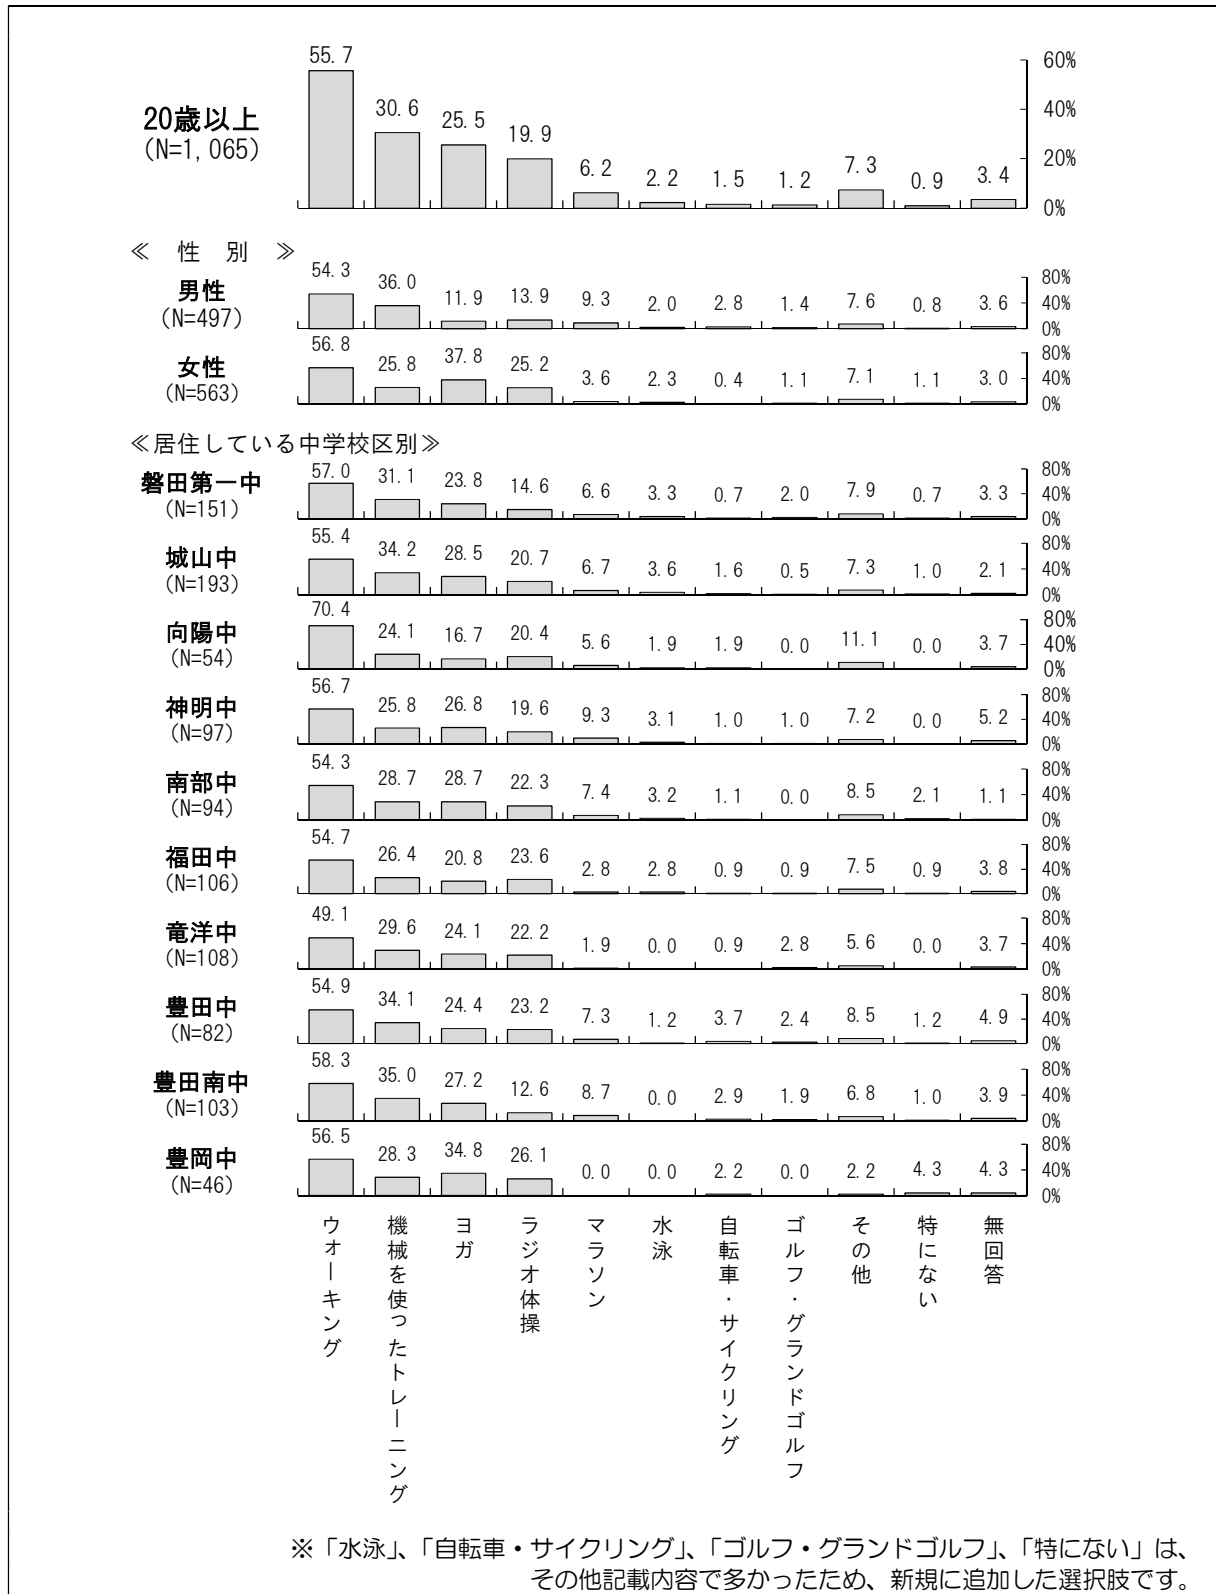 55.7 30.6 25.5 19.9 6.2 2.2 1.5 1.2 7.3 0.9 3.4
60%
40%
20%
0%
20歳以上
(N=1,065)
≪ 性 別 ≫
54.3 36.0 11.9 13.9 9.3 2.0 2.8 1.4 7.6 0.8 3.6
80%
40%
0%
男性
(N=497)
56.8 25.8 37.8 25.2 3.6 2.3 0.4 1.1 7.1 1.1 3.0
80%
40%
0%
女性
(N=563)
≪居住している中学校区別≫
57.0 31.1 23.8 14.6 6.6 3.3 0.7 2.0 7.9 0.7 3.3
80%
40%
0%
磐田第一中
(N=151)
55.4 34.2 28.5 20.7 6.7 3.6 1.6 0.5 7.3 1.0 2.1
80%
40%
0%
城山中
(N=193)
70.4 24.1 16.7 20.4 5.6 1.9 1.9 0.0 11.1 0.0 3.7
80%
40%
0%
向陽中
(N=54)
56.7 25.8 26.8 19.6 9.3 3.1 1.0 1.0 7.2 0.0 5.2
80%
40%
0%
神明中
(N=97)
54.3 28.7 28.7 22.3 7.4 3.2 1.1 0.0 8.5 2.1 1.1
80%
40%
0%
南部中
(N=94)
54.7 26.4 20.8 23.6 2.8 2.8 0.9 0.9 7.5 0.9 3.8
80%
40%
0%
福田中
(N=106)
49.1 29.6 24.1 22.2 1.9 0.0 0.9 2.8 5.6 0.0 3.7
80%
40%
0%
竜洋中
(N=108)
54.9 34.1 24.4 23.2 7.3 1.2 3.7 2.4 8.5 1.2 4.9
80%
40%
0%
豊田中
(N=82)
58.3 35.0 27.2 12.6 8.7 0.0 2.9 1.9 6.8 1.0 3.9
80%
40%
0%
豊田南中
(N=103)
56.5 28.3 34.8 26.1 0.0 0.0 2.2 0.0 2.2 4.3 4.3
80%
40%
0%
豊岡中
(N=46)
ウォーキング
機械を使ったトレーニング
ヨガ
ラジオ体操
マラソン
水泳
自転車・サイクリング
ゴルフ・グランドゴルフ
その他
特にない
無回答
※「水泳」、「自転車・サイクリング」、「ゴルフ・グランドゴルフ」、「特にない」は、
その他記載内容で多かったため、新規に追加した選択肢です。